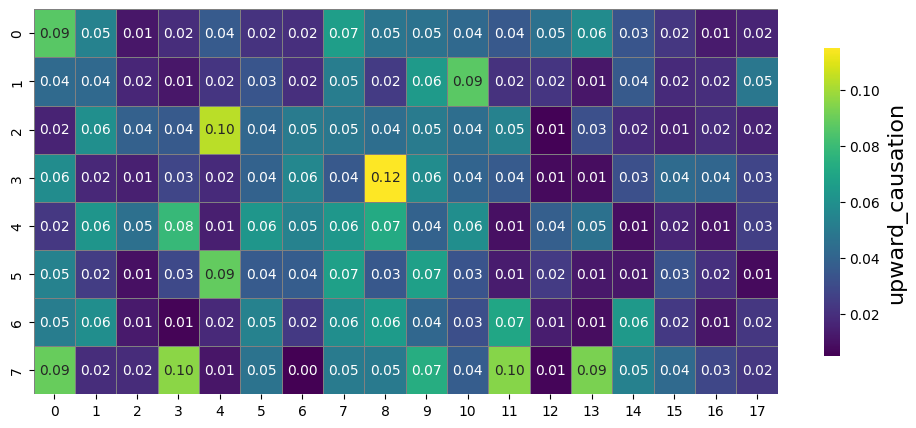 0 0.09 0.05 0.01 0.02 0.04 0.02 0.02 0.07 0.05 0.05 0.04 0.04 0.05 0.06 0.03 0.02 0.01 0.02
1 0.04 0.04 0.02 0.01 0.02 0.03 0.02 0.05 0.02 0.06 0.09 0.02 0.02 0.01 0.04 0.02 0.02 0.05
2 0.02 0.06 0.04 0.04 0.10 0.04 0.05 0.05 0.04 0.05 0.04 0.05 0.01 0.03 0.02 0.01 0.02 0.02
3 0.06 0.02 0.01 0.03 0.02 0.04 0.06 0.04 0.12 0.06 0.04 0.04 0.01 0.01 0.03 0.04 0.04 0.03
4 0.02 0.06 0.05 0.08 0.01 0.06 0.05 0.06 0.07 0.04 0.06 0.01 0.04 0.05 0.01 0.02 0.01 0.03
5 0.05 0.02 0.01 0.03 0.09 0.04 0.04 0.07 0.03 0.07 0.03 0.01 0.02 0.01 0.01 0.03 0.02 0.01
6 0.05 0.06 0.01 0.01 0.02 0.05 0.02 0.06 0.06 0.04 0.03 0.07 0.01 0.01 0.06 0.02 0.01 0.02
7 0.09 0.02 0.02 0.10 0.01 0.05 0.00 0.05 0.05 0.07 0.04 0.10 0.01 0.09 0.05 0.04 0.03 0.02
0 1 2 3 4 5 6 7 8 9 10 11 12 13 14 15 16 17
0.10
0.08
0.06
0.04
0.02
upward_causation